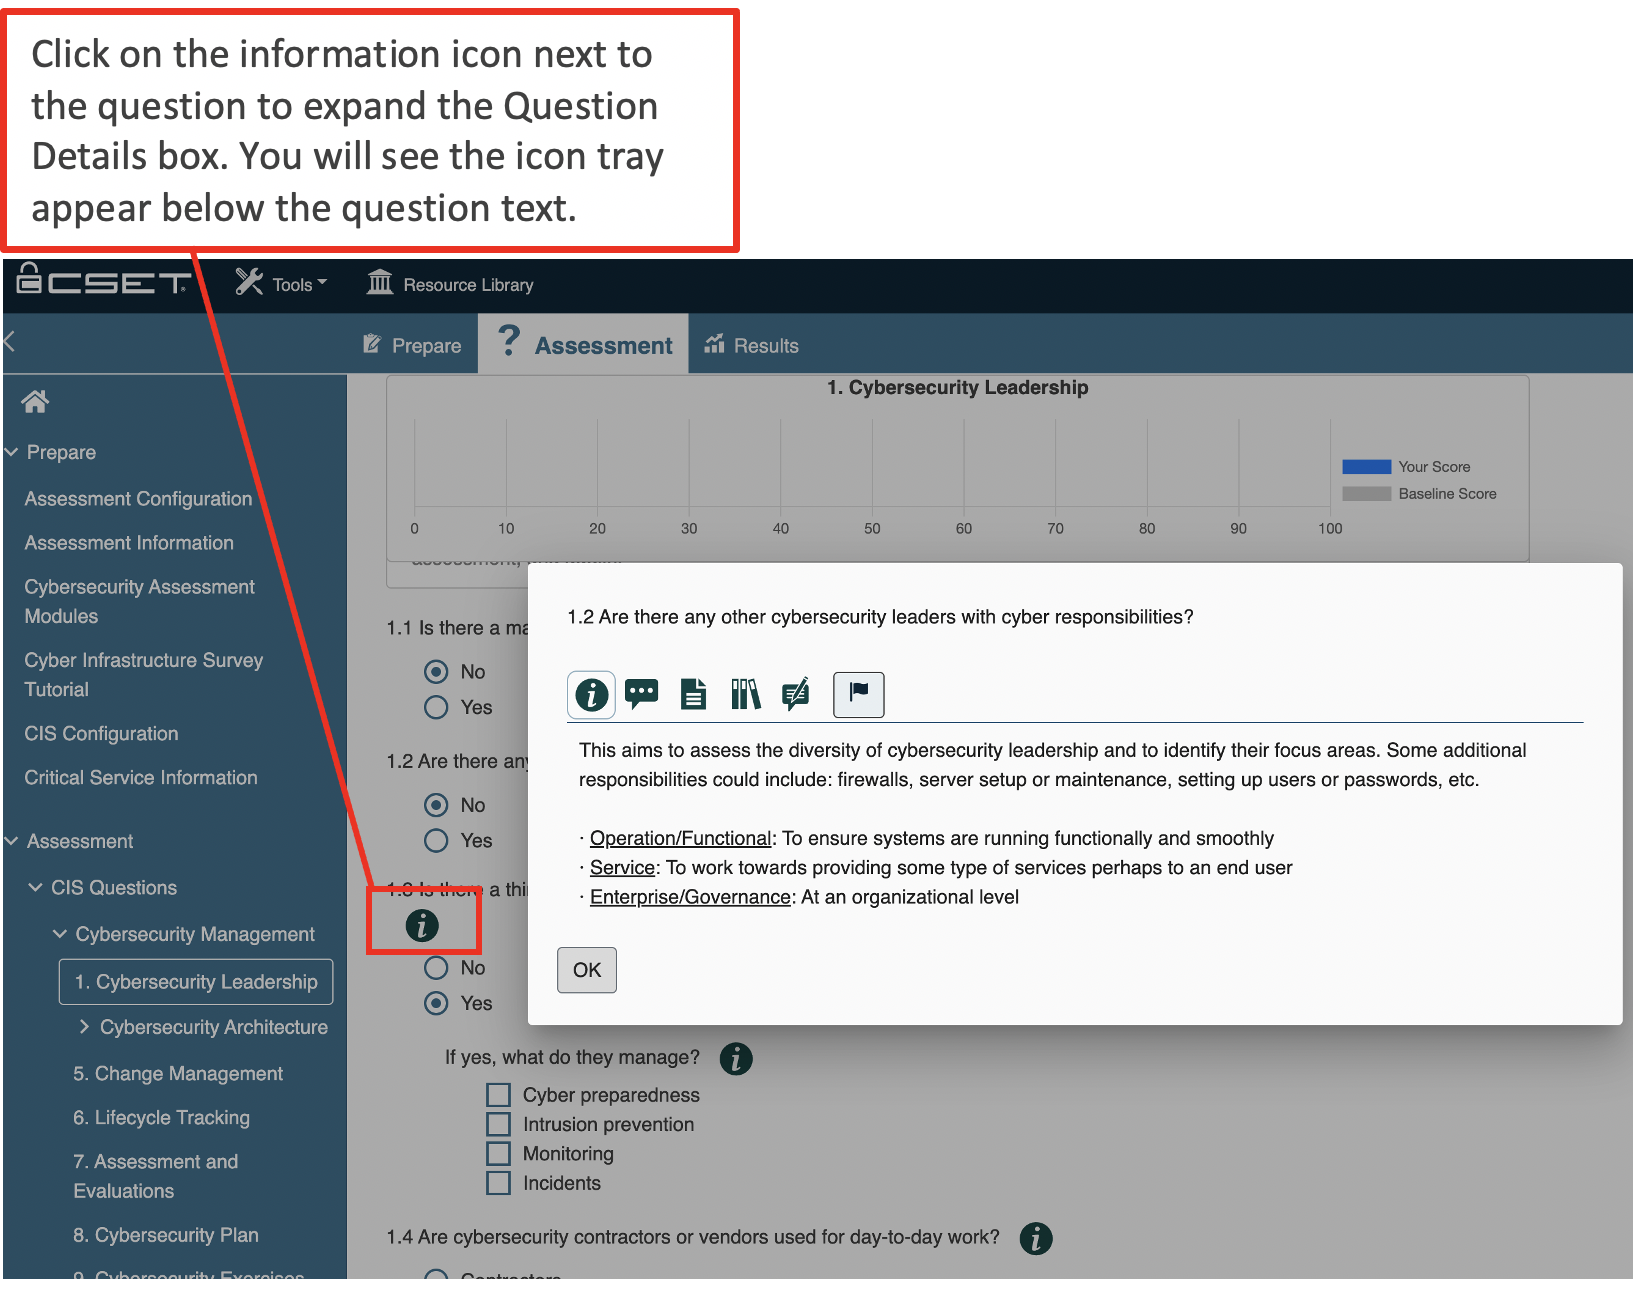 Click on the information icon next to
the question to expand the Question
Details box. You will see the icon tray
appear below the question text.
CSET
Tools
Resource Library
Prepare
? Assessment
Results
Prepare
Assessment Configuration
Assessment Information
Cybersecurity Assessment
Modules
Cyber Infrastructure Survey
Tutorial
CIS Configuration
Critical Service Information
Assessment
CIS Questions
Cybersecurity Management
1. Cybersecurity Leadership
Cybersecurity Architecture
5. Change Management
6. Lifecycle Tracking
7. Assessment and
Evaluations
8. Cybersecurity Plan
9. Cybersecurity Exercises
1. Cybersecurity Leadership
Your Score
Baseline Score
0 10 20 30 40 50 60 70 80 90 100
1.1 Is there a ma
No
Yes
1.2 Are there any
No
Yes
1.3 Is there a thi
i
No
Yes
If yes, what do they manage? i
Cyber preparedness
Intrusion prevention
Monitoring
Incidents
1.4 Are cybersecurity contractors or vendors used for day-to-day work? i
Contractors
1.2 Are there any other cybersecurity leaders with cyber responsibilities?
i
This aims to assess the diversity of cybersecurity leadership and to identify their focus areas. Some additional
responsibilities could include: firewalls, server setup or maintenance, setting up users or passwords, etc.
· Operation/Functional: To ensure systems are running functionally and smoothly
· Service: To work towards providing some type of services perhaps to an end user
· Enterprise/Governance: At an organizational level
OK